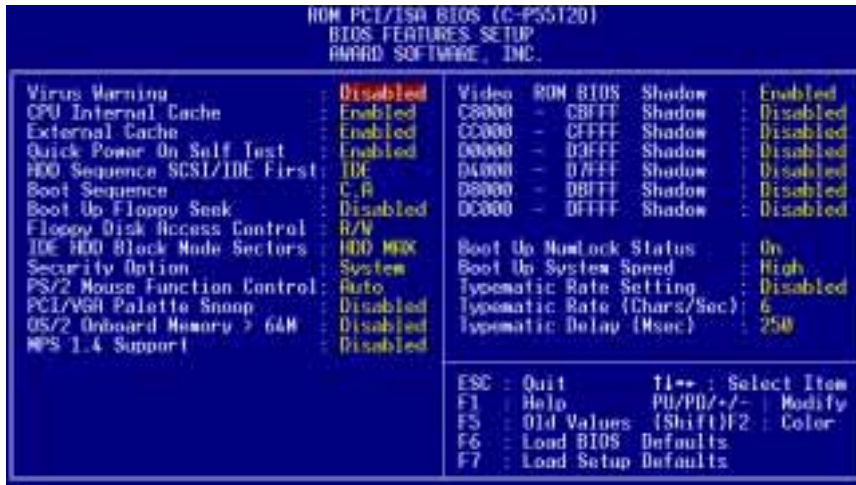 ROM PCI/ISA BIOS (C-P55T2D)
BIOS FEATURES SETUP
AWARD SOFTWARE, INC.
Virus Warning : Disabled
CPU Internal Cache : Enabled
External Cache : Enabled
Quick Power On Self Test : Enabled
HDD Sequence SCSI/IDE First: IDE
Boot Sequence : C,A
Boot Up Floppy Seek : Disabled
Floppy Disk Access Control : R/W
IDE HDD Block Mode Sectors : HDD MAX
Security Option : System
PS/2 Mouse Function Control: Auto
PCI/VGA Palette Snoop : Disabled
OS/2 Onboard Memory > 64M : Disabled
MPS 1.4 Support : Disabled
Video ROM BIOS Shadow : Enabled
C8000 - CBFFF Shadow : Disabled
CC000 - CFFFF Shadow : Disabled
D0000 - D3FFF Shadow : Disabled
D4000 - D7FFF Shadow : Disabled
D8000 - DBFFF Shadow : Disabled
DC000 - DFFFF Shadow : Disabled
Boot Up NumLock Status : On
Boot Up System Speed : High
Typematic Rate Setting : Disabled
Typematic Rate (Chars/Sec): 6
Typematic Delay (Msec) : 250
ESC : Quit ↑↓→← : Select Item
F1 : Help PU/PD/+/- : Modify
F5 : Old Values (Shift)F2 : Color
F6 : Load BIOS Defaults
F7 : Load Setup Defaults